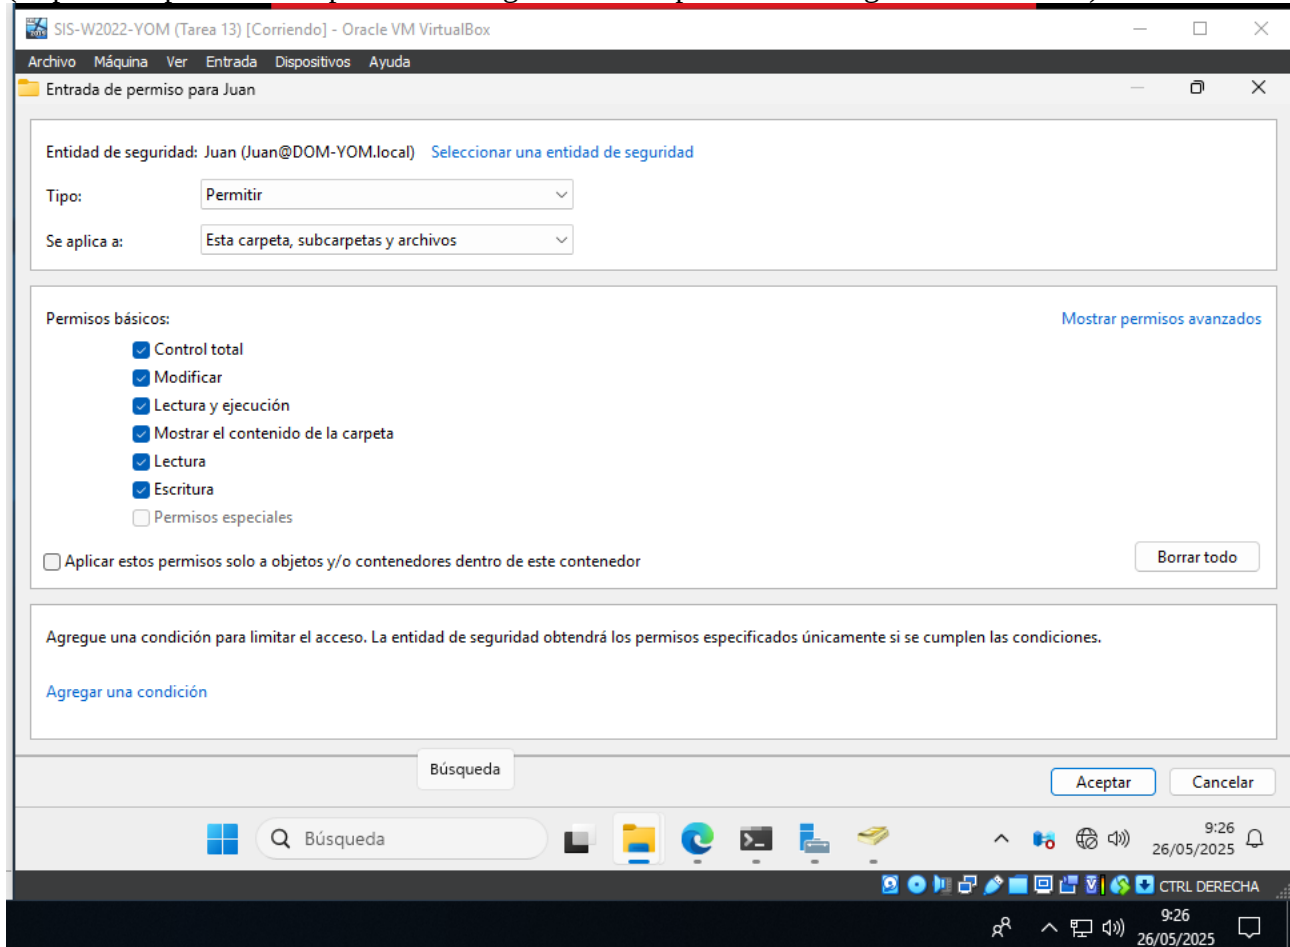 SIS-W2022-YOM (Tarea 13) [Corriendo] - Oracle VM VirtualBox
Archivo Máquina Ver Entrada Dispositivos Ayuda
Entrada de permiso para Juan
Entidad de seguridad: Juan (Juan@DOM-YOM.local) Seleccionar una entidad de seguridad
Tipo: Permitir
Se aplica a: Esta carpeta, subcarpetas y archivos
Permisos básicos: Mostrar permisos avanzados
Control total
Modificar
Lectura y ejecución
Mostrar el contenido de la carpeta
Lectura
Escritura
Permisos especiales
Aplicar estos permisos solo a objetos y/o contenedores dentro de este contenedor
Borrar todo
Agregue una condición para limitar el acceso. La entidad de seguridad obtendrá los permisos especificados únicamente si se cumplen las condiciones.
Agregar una condición
Búsqueda
Aceptar Cancelar
Búsqueda
9:26
26/05/2025
CTRL DERECHA
9:26
26/05/2025